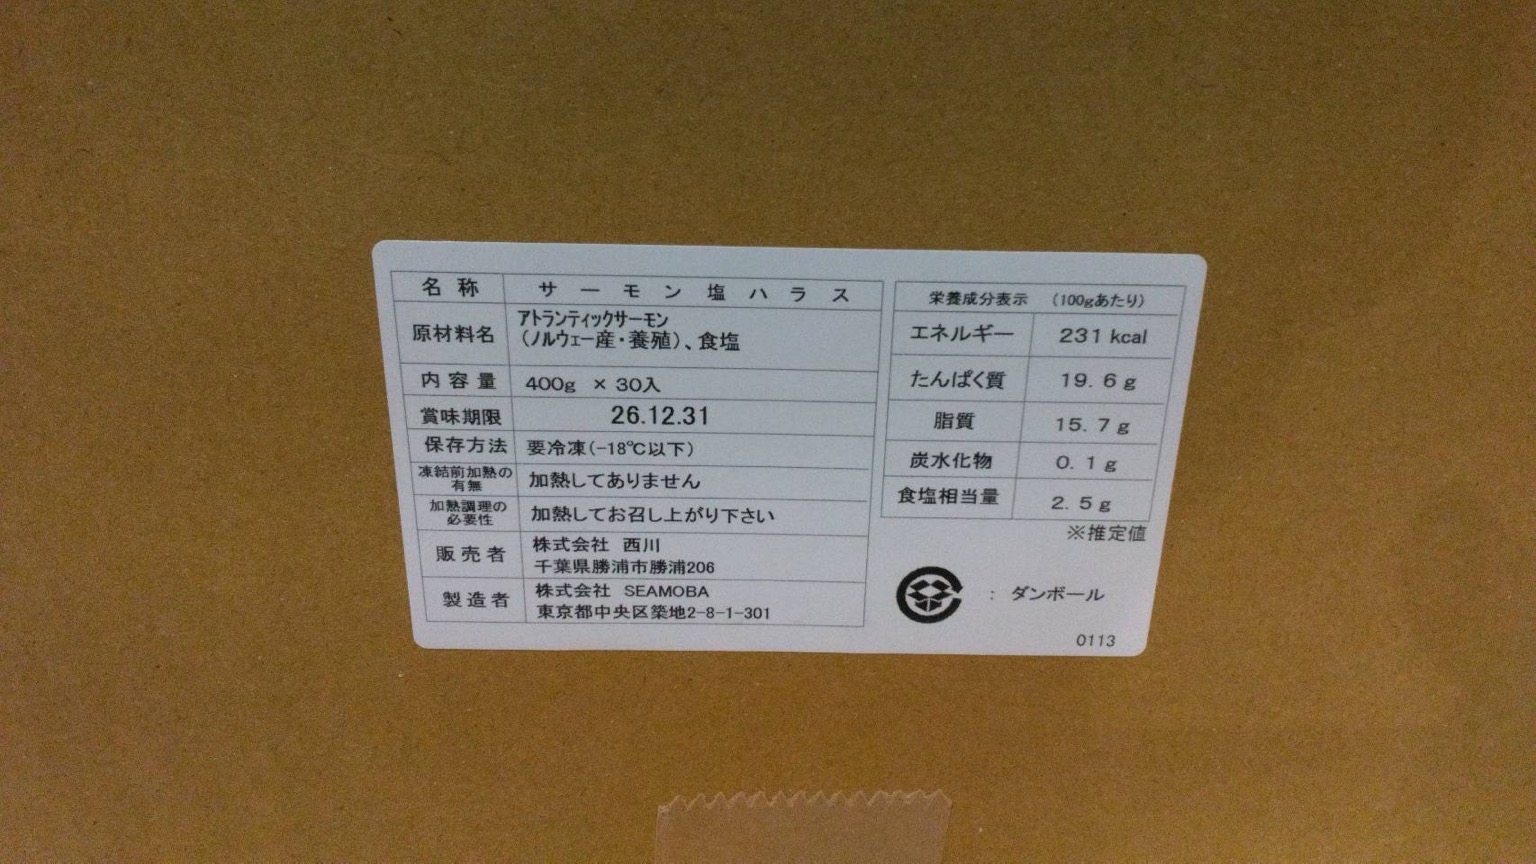 名称 サーモン塩ハラス
原材料名 アトランティックサーモン
(ノルウェー産・養殖)、食塩
内容量 400g × 30入
賞味期限 26.12.31
保存方法 要冷凍(-18℃以下)
凍結前加熱の
有無 加熱してありません
加熱調理の
必要性 加熱してお召し上がり下さい
販売者 株式会社 西川
千葉県勝浦市勝浦206
製造者 株式会社 SEAMOBA
東京都中央区築地2-8-1-301
栄養成分表示 (100gあたり)
エネルギー 231 kcal
たんぱく質 19.6g
脂質 15.7g
炭水化物 0.1g
食塩相当量 2.5g
※推定値
: ダンボール
0113